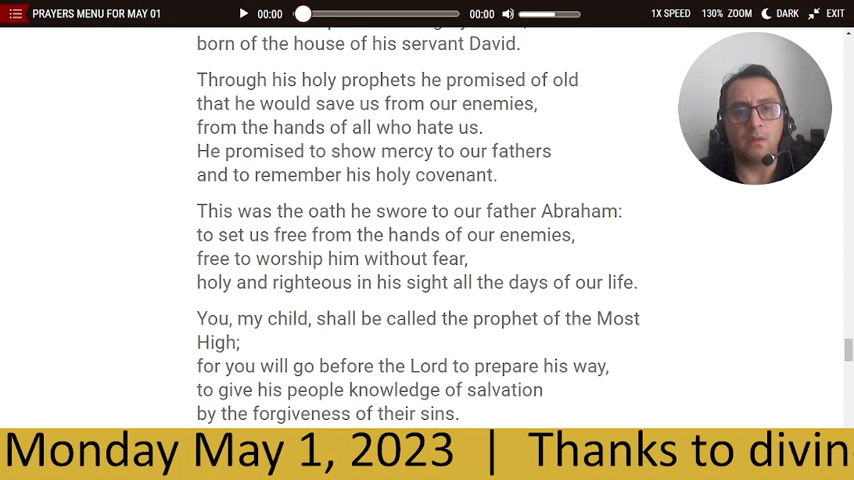 PRAYERS MENU FOR MAY 01
00:00
00:00
1X SPEED
130% ZOOM
DARK
EXIT
born of the house of his servant David.
Through his holy prophets he promised of old
that he would save us from our enemies,
from the hands of all who hate us.
He promised to show mercy to our fathers
and to remember his holy covenant.
This was the oath he swore to our father Abraham:
to set us free from the hands of our enemies,
free to worship him without fear,
holy and righteous in his sight all the days of our life.
You, my child, shall be called the prophet of the Most
High;
for you will go before the Lord to prepare his way,
to give his people knowledge of salvation
by the forgiveness of their sins.
Monday May 1, 2023 | Thanks to divin